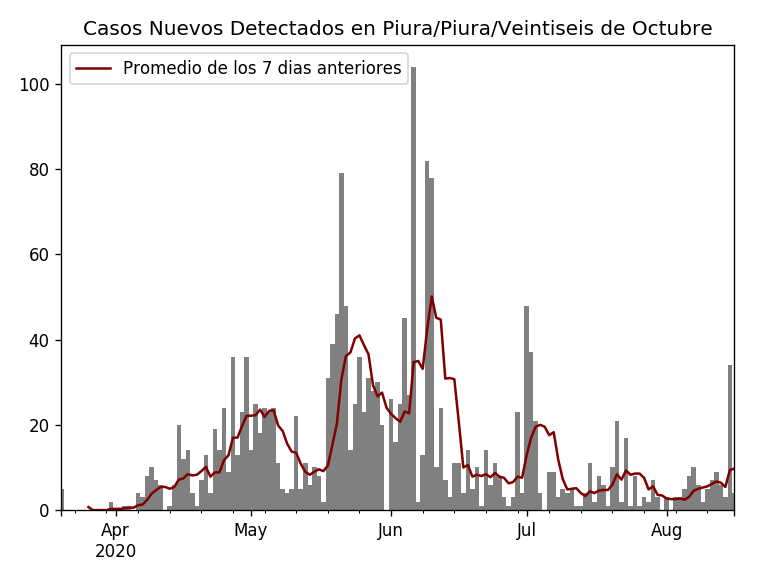 Casos Nuevos Detectados en Piura/Piura/Veintiseis de Octubre
Promedio de los 7 dias anteriores
100
80
60
40
20
0
Apr May Jun Jul Aug
2020